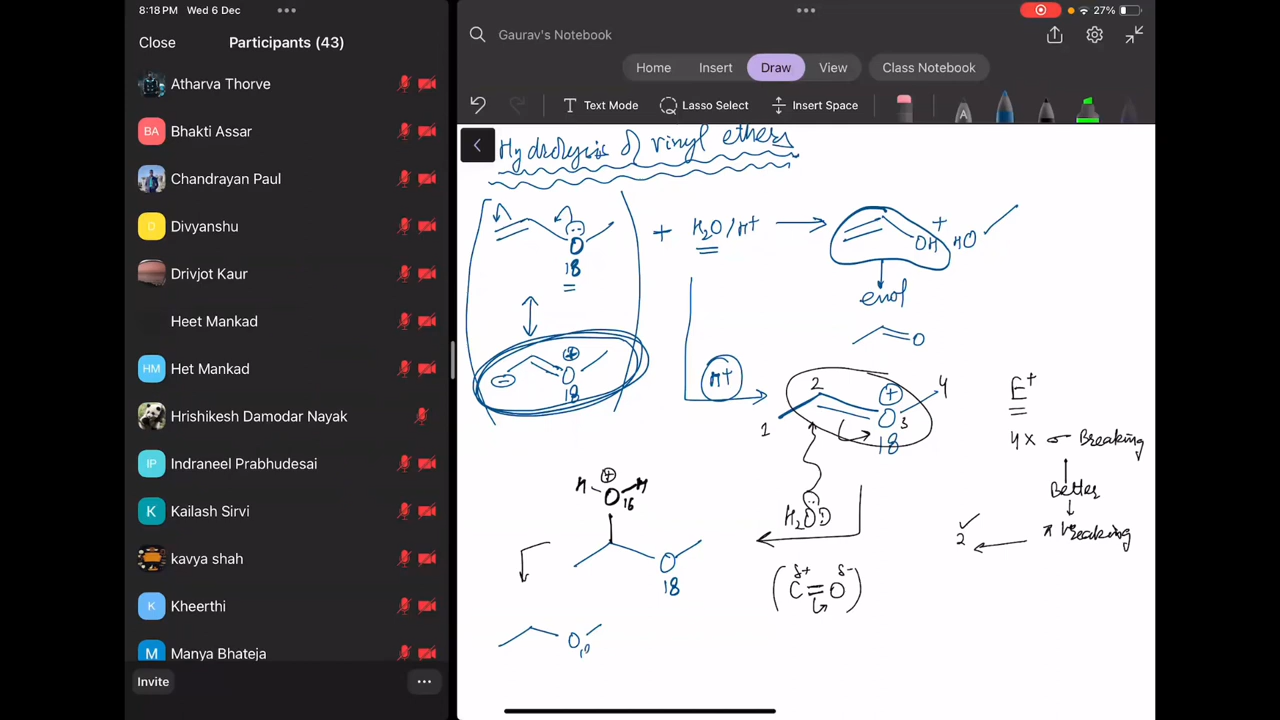 8:18 PM Wed 6 Dec
27%
Close
Participants (43)
Atharva Thorve
BA
Bhakti Assar
Chandrayan Paul
D
Divyanshu
Drivjot Kaur
Heet Mankad
HM
Het Mankad
Hrishikesh Damodar Nayak
IP
Indraneel Prabhudesai
Kailash Sirvi
kavya shah
K
Kheerthi
MB
Manya Bhateja
Invite
Gaurav's Notebook
Home
Insert
Draw
View
Class Notebook
Text Mode
Lasso Select
Insert Space
Hydrolysis of vinyl ethers
O
18
+ H2O/H+
OH + HO
enol
O
⊕
⊖ O
18
H+
1 2 ⊕ O 3 4
18
E+
4 × σ- Breaking
Better
π breaking
2
⊕
H O H
16
O
18
H2O
δ+ δ-
(C=O)
O